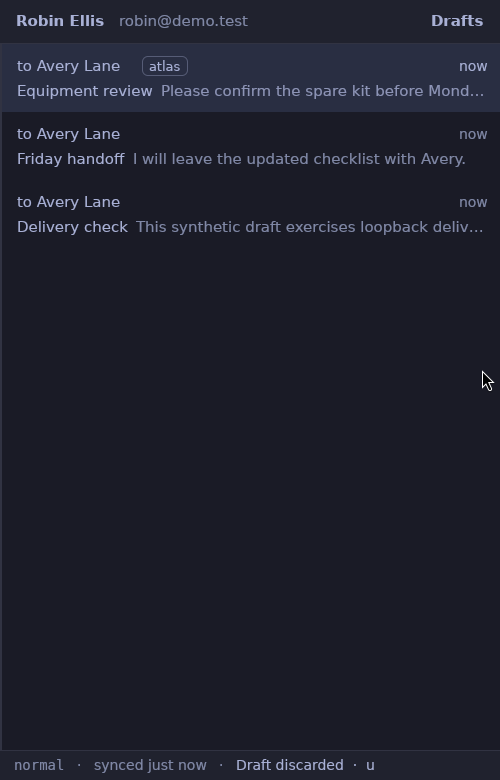 Robin Ellis robin@demo.test Drafts
to Avery Lane atlas now
Equipment review Please confirm the spare kit before Mond…
to Avery Lane now
Friday handoff I will leave the updated checklist with Avery.
to Avery Lane now
Delivery check This synthetic draft exercises loopback deliv…
normal · synced just now · Draft discarded · u